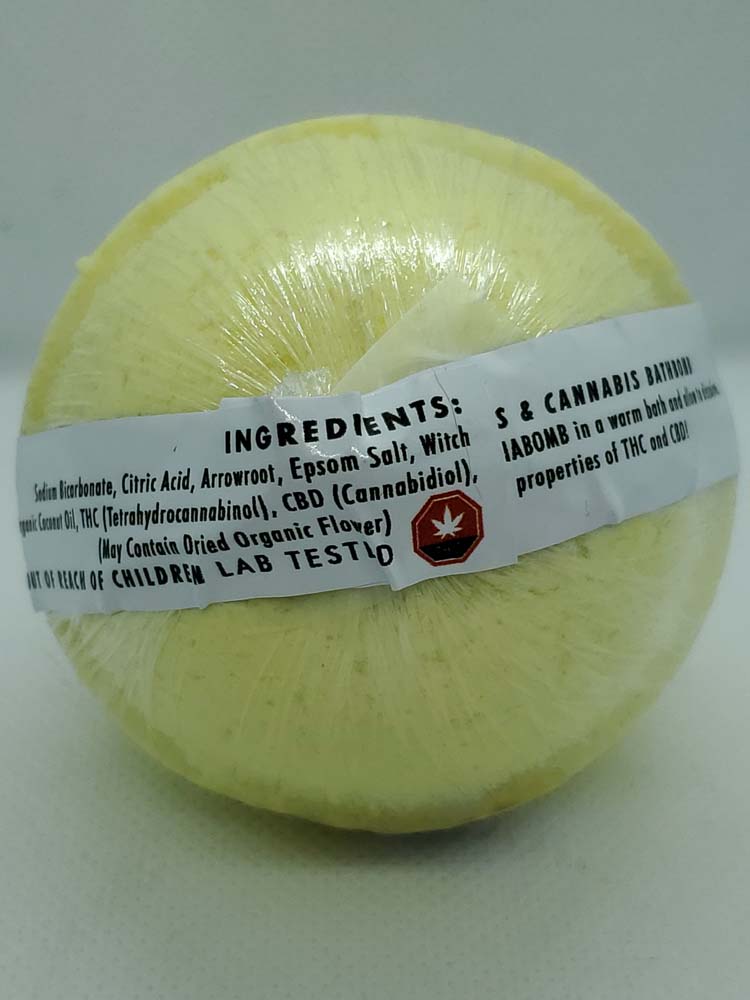 INGREDIENTS:
Sodium Bicarbonate, Citric Acid, Arrowroot, Epsom Salt, Witch
ganic Coconut Oil, THC (Tetrahydrocannabinol), CBD (Cannabidiol),
(May Contain Dried Organic Flower)
OUT OF REACH OF CHILDREN LAB TESTED
S & CANNABIS BATHBOMB
IABOMB in a warm bath and allow to
properties of THC and CBD!